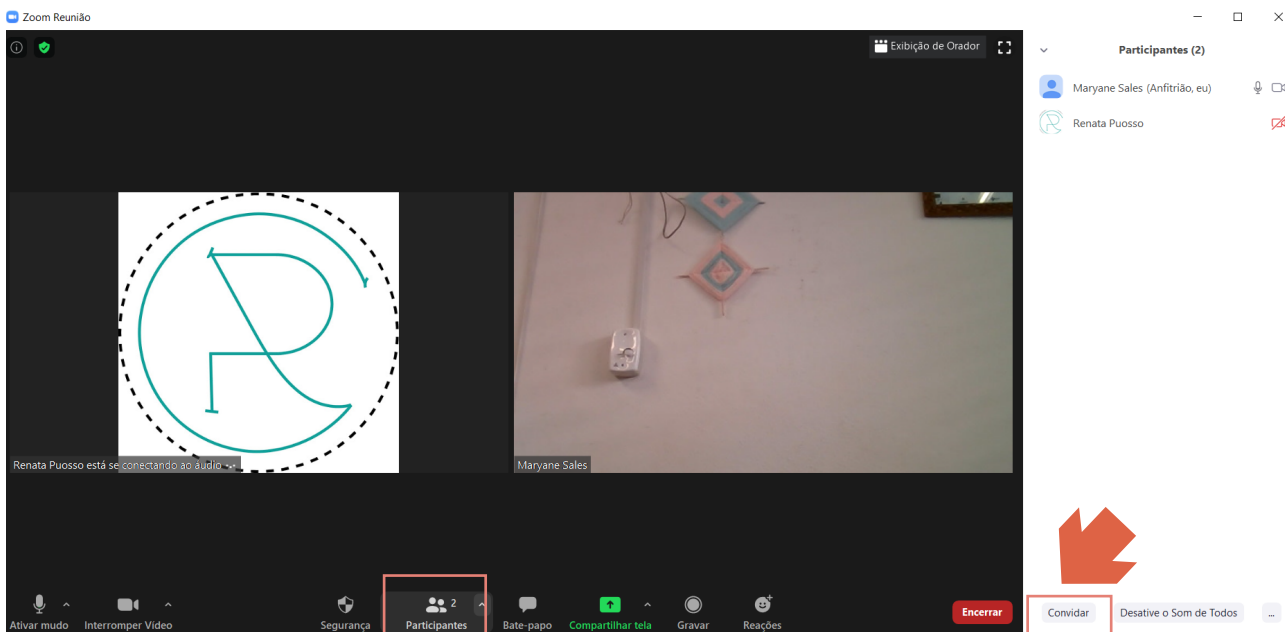 Zoom Reunião
Exibição de Orador
Participantes (2)
Maryane Sales (Anfitrião, eu)
Renata Puosso
R
Renata Puosso está se conectando ao áudio
Maryane Sales
Ativar mudo
Interromper Vídeo
Segurança
2
Participantes
Bate-papo
Compartilhar tela
Gravar
Reações
Encerrar
Convidar
Desative o Som de Todos
...